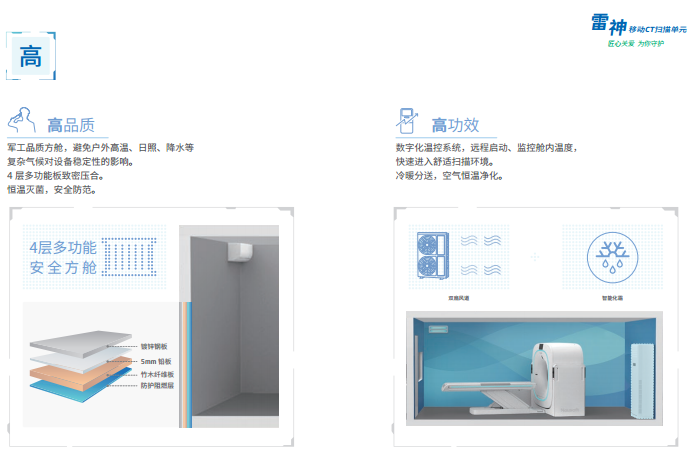 雷神移动CT扫描单元
匠心关爱 为你守护
高
高品质
军工品质方舱，避免户外高温、日照、降水等
复杂气候对设备稳定性的影响。
4 层多功能板致密压合。
恒温灭菌，安全防范。
高功效
数字化温控系统，远程启动、监控舱内温度，
快速进入舒适扫描环境。
冷暖分送，空气恒温净化。
4层多功能
安全方舱
镀锌钢板
5mm 铅板
竹木纤维板
防护阻燃层
双循风道
智能化霜